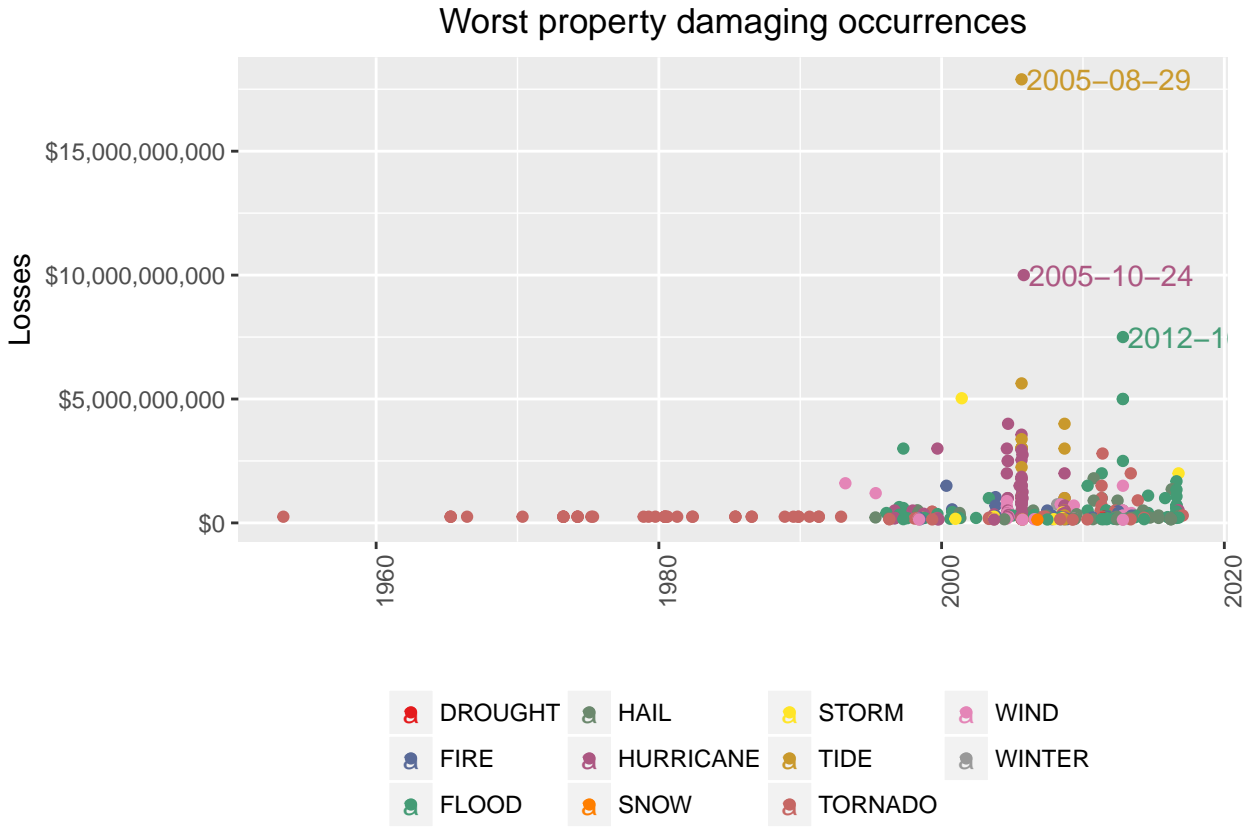 Worst property damaging occurrences
2005−08−29
$15,000,000,000
2005−10−24
$10,000,000,000
2012−1
$5,000,000,000
$0
Losses
1960
1980
2000
2020
a DROUGHT a HAIL a STORM a WIND
a FIRE a HURRICANE a TIDE a WINTER
a FLOOD a SNOW a TORNADO